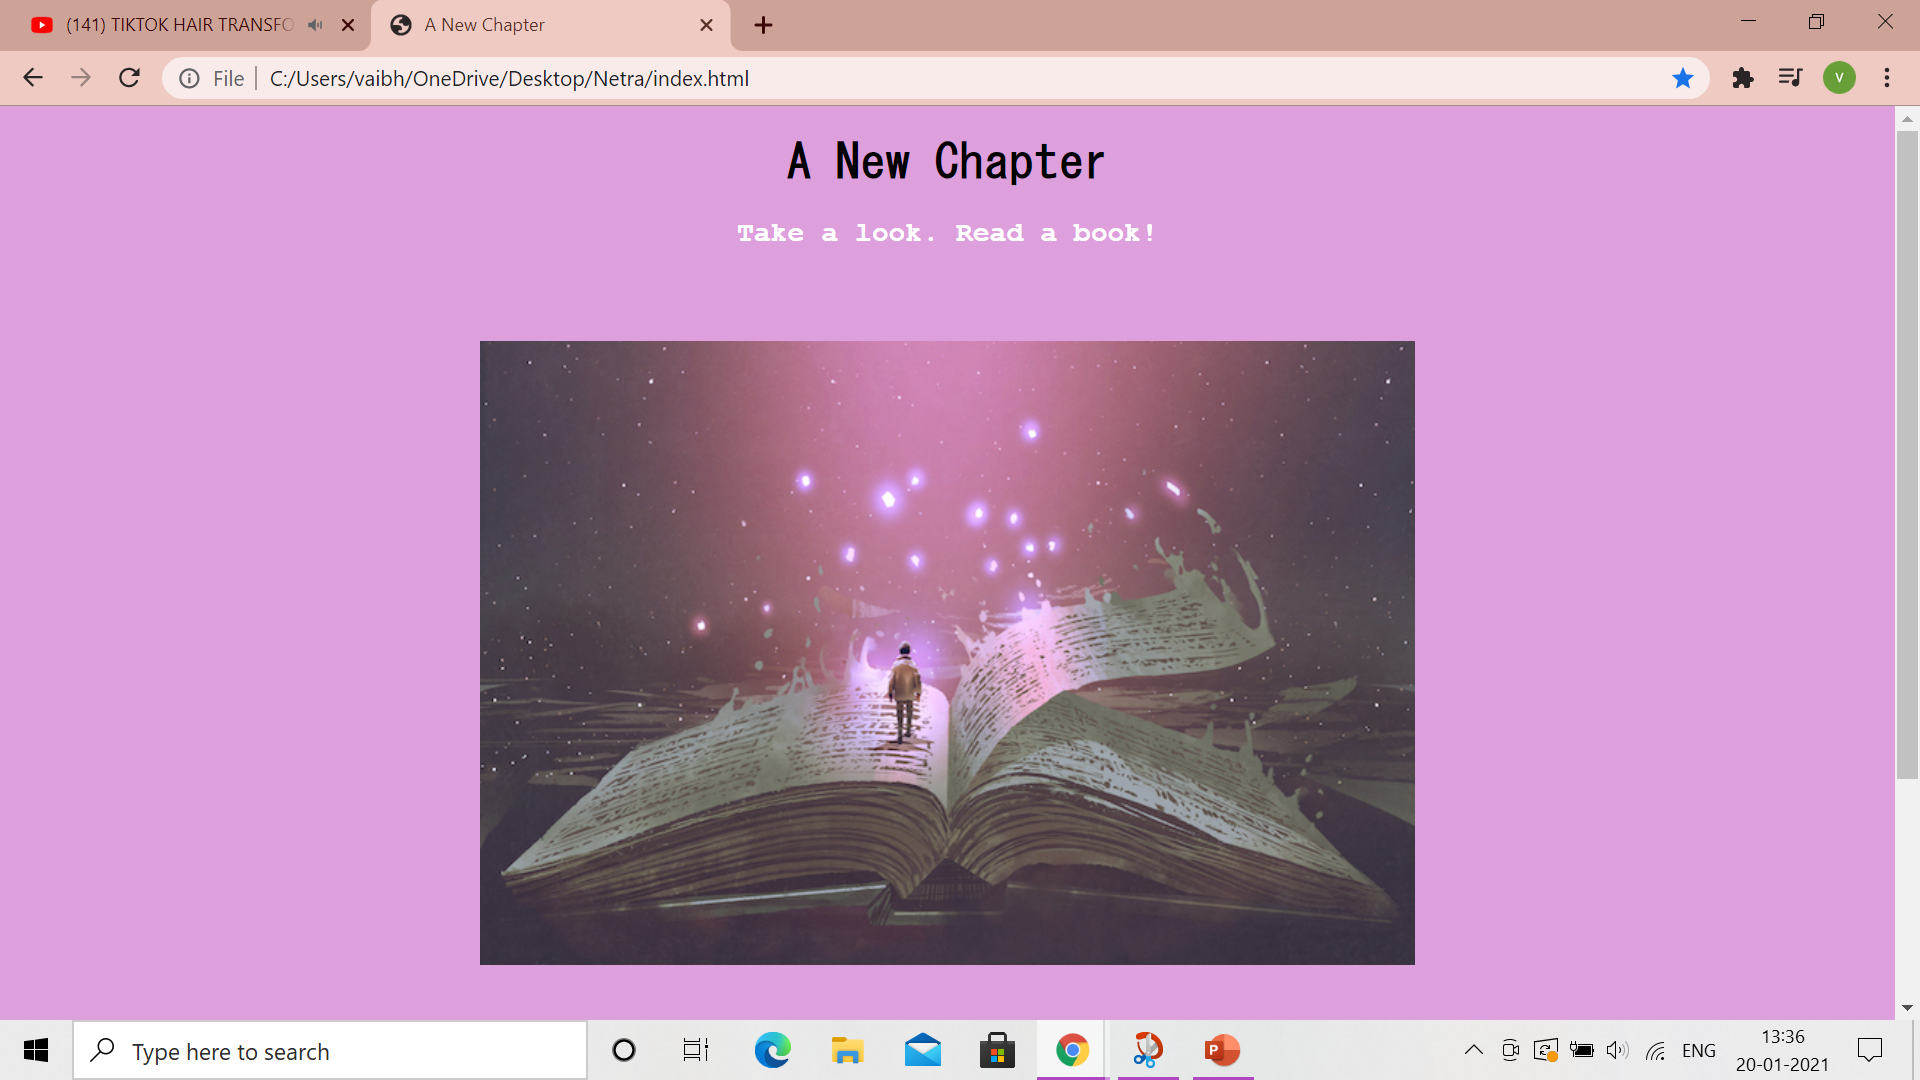 (141) TIKTOK HAIR TRANSFO
A New Chapter
File
C:/Users/vaibh/OneDrive/Desktop/Netra/index.html
V
A New Chapter
Take a look. Read a book!
Type here to search
P
ENG
13:36
20-01-2021